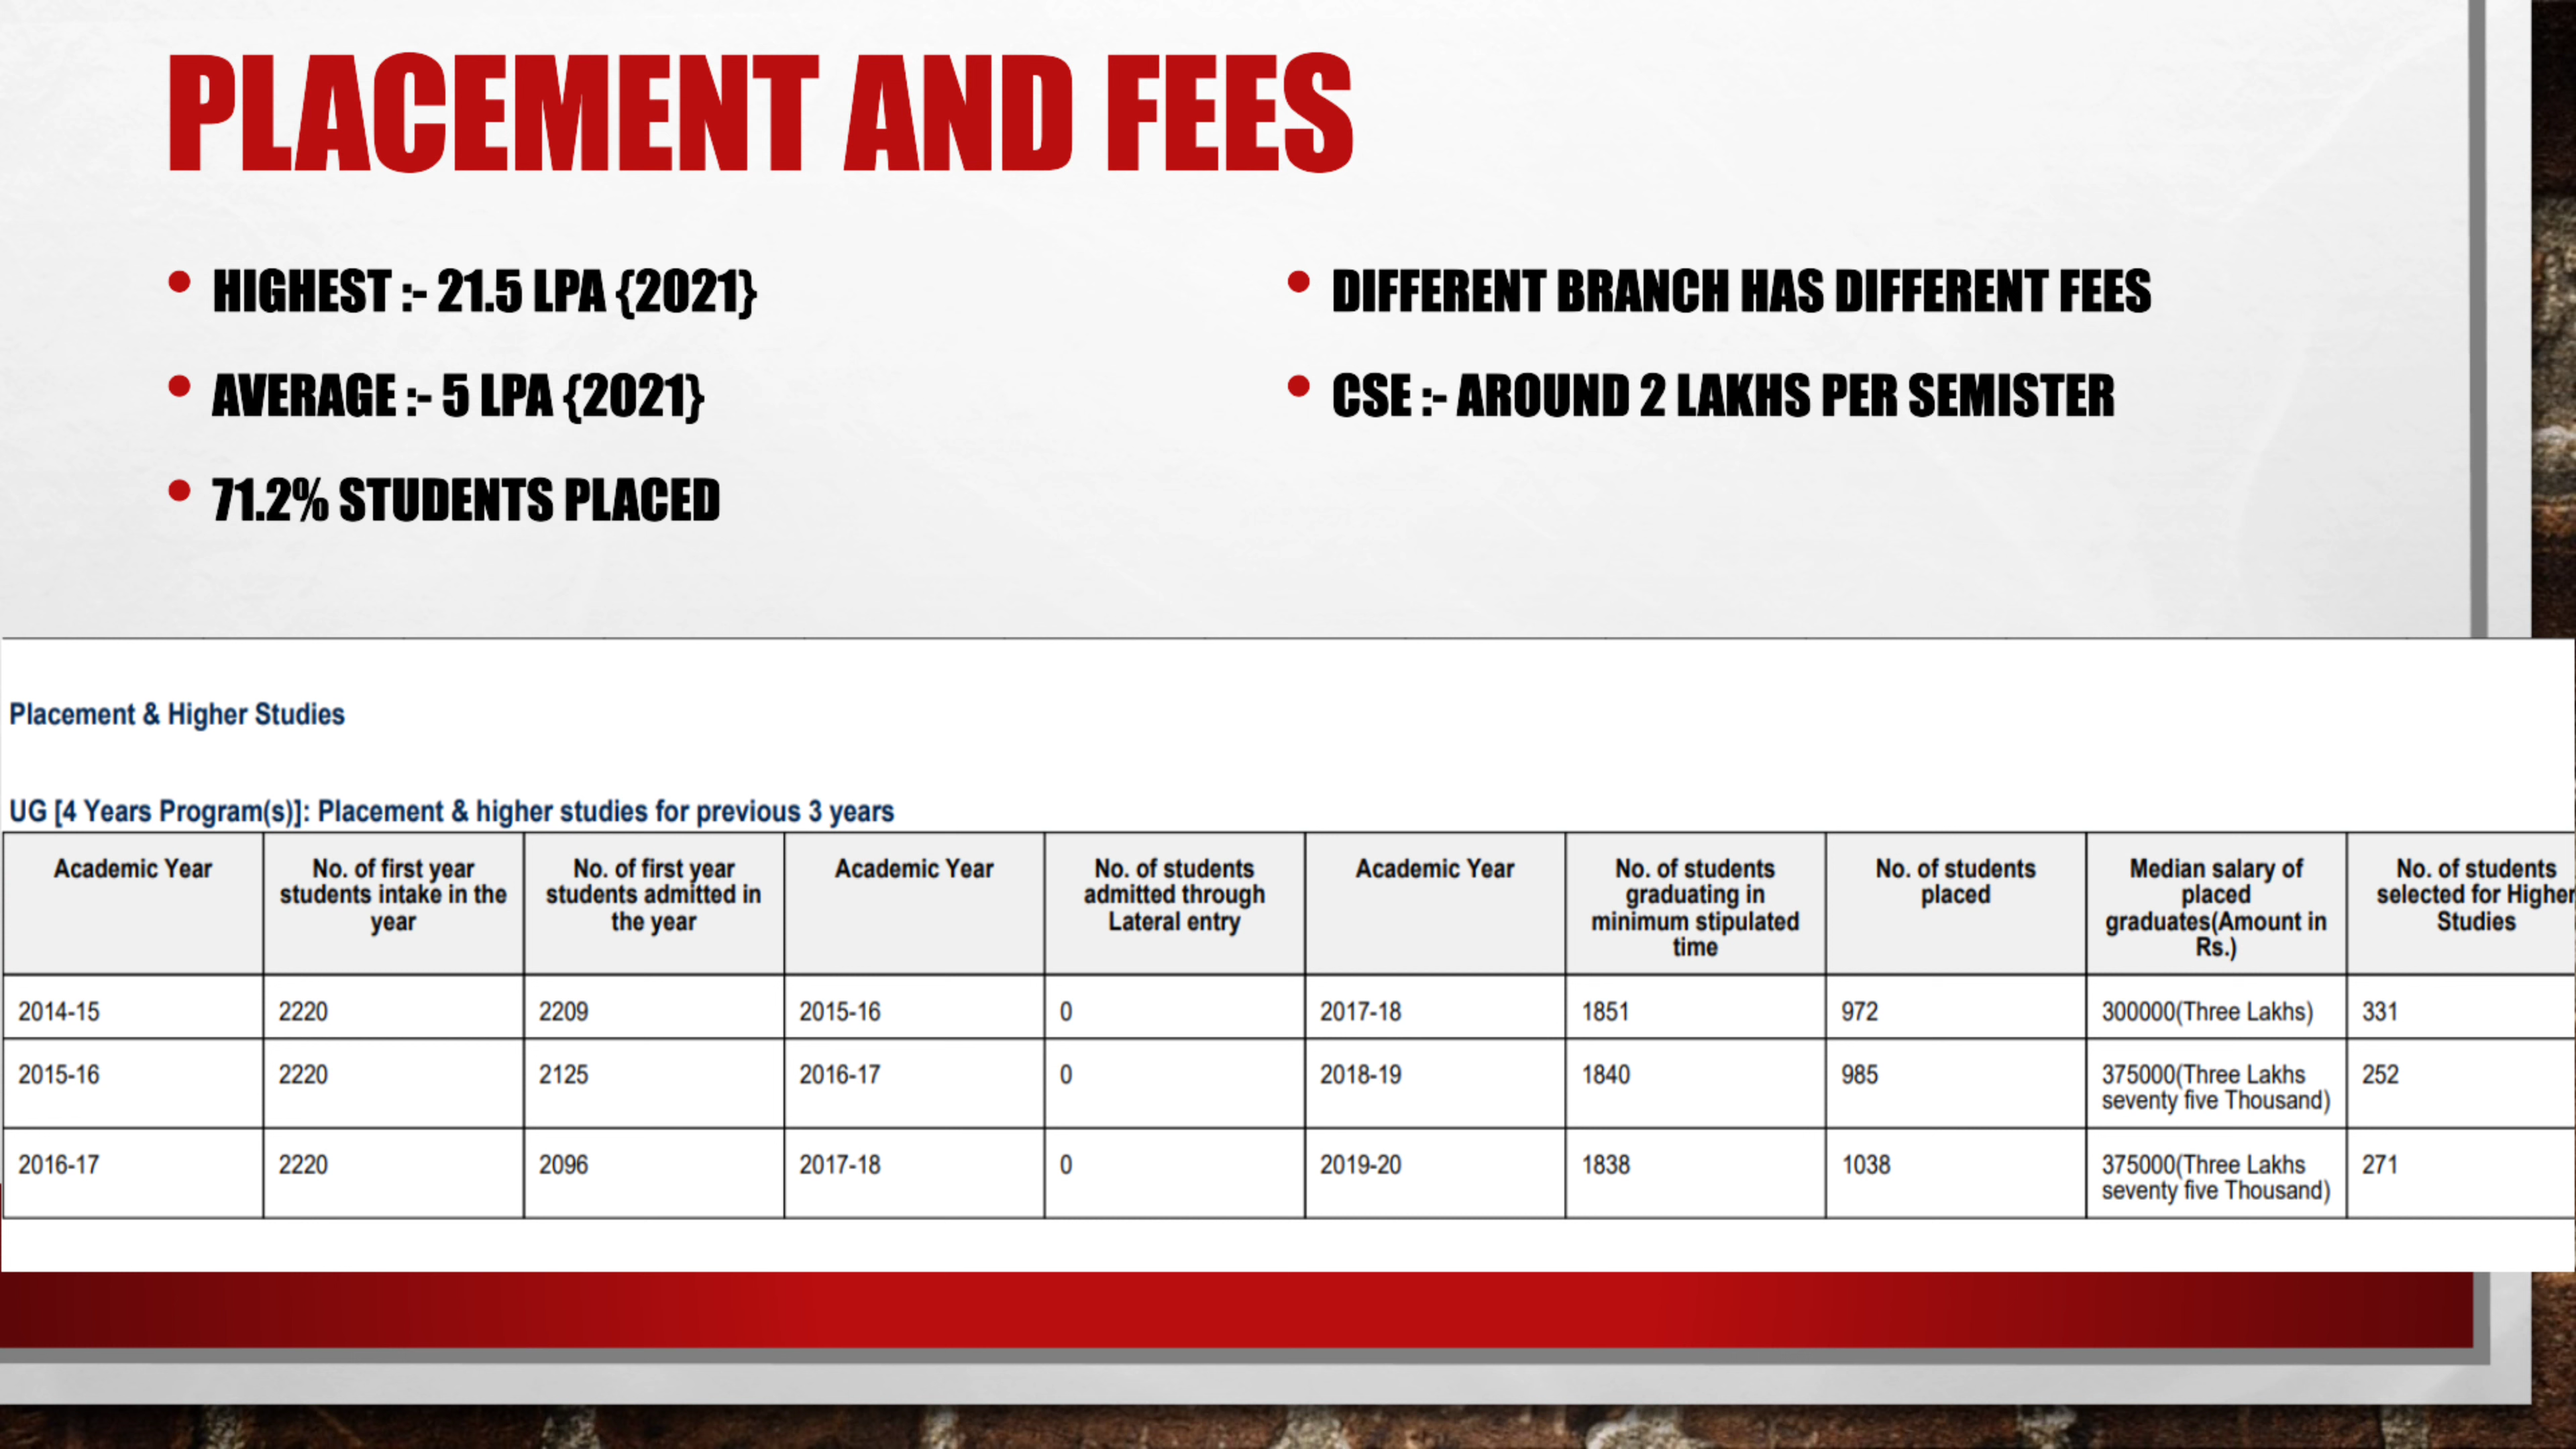 PLACEMENT AND FEES
• HIGHEST :- 21.5 LPA {2021}
• AVERAGE :- 5 LPA {2021}
• 71.2% STUDENTS PLACED
• DIFFERENT BRANCH HAS DIFFERENT FEES
• CSE :- AROUND 2 LAKHS PER SEMISTER
Placement & Higher Studies
UG [4 Years Program(s)]: Placement & higher studies for previous 3 years
Academic Year
No. of first year
students intake in the
year
No. of first year
students admitted in
the year
Academic Year
No. of students
admitted through
Lateral entry
Academic Year
No. of students
graduating in
minimum stipulated
time
No. of students
placed
Median salary of
placed
graduates(Amount in
Rs.)
No. of students
selected for Higher
Studies
2014-15 2220 2209 2015-16 0 2017-18 1851 972 300000(Three Lakhs) 331
2015-16 2220 2125 2016-17 0 2018-19 1840 985 375000(Three Lakhs 252
seventy five Thousand)
2016-17 2220 2096 2017-18 0 2019-20 1838 1038 375000(Three Lakhs 271
seventy five Thousand)